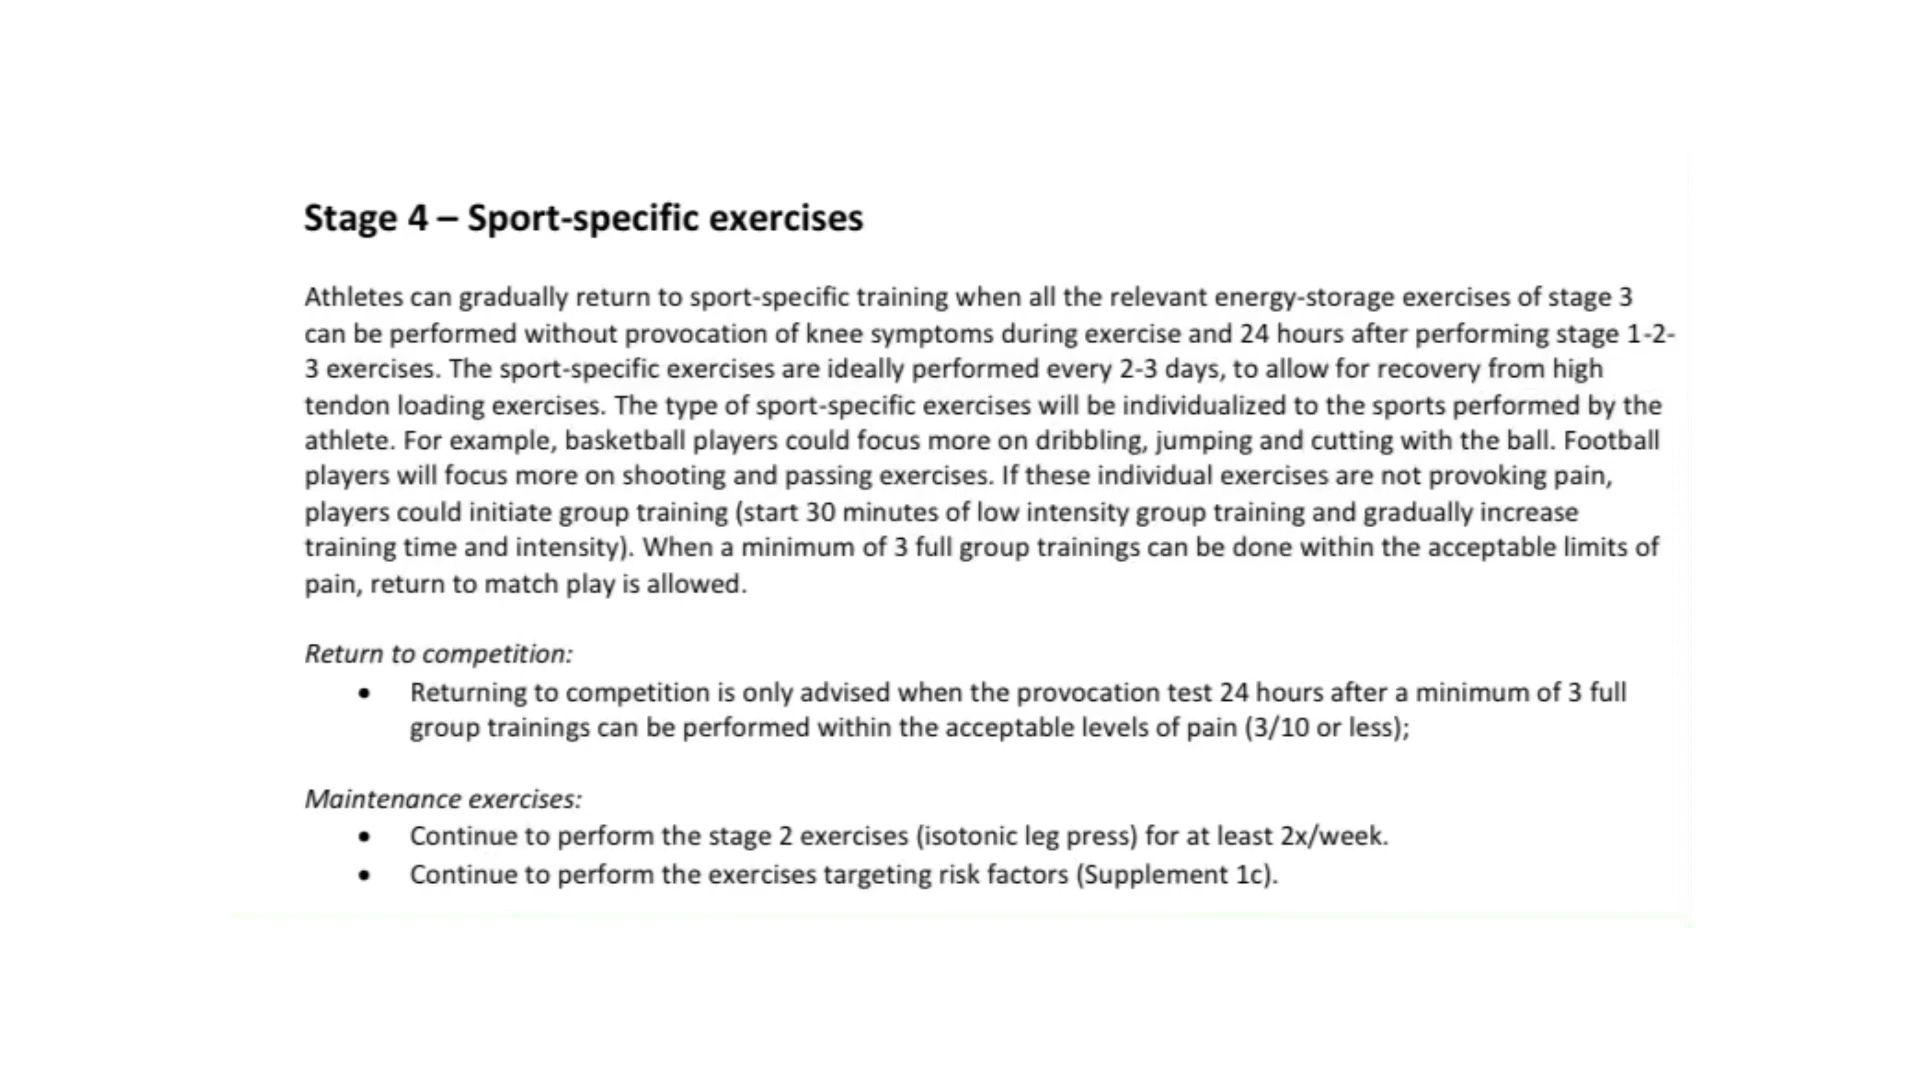 Stage 4 – Sport-specific exercises
Athletes can gradually return to sport-specific training when all the relevant energy-storage exercises of stage 3
can be performed without provocation of knee symptoms during exercise and 24 hours after performing stage 1-2-
3 exercises. The sport-specific exercises are ideally performed every 2-3 days, to allow for recovery from high
tendon loading exercises. The type of sport-specific exercises will be individualized to the sports performed by the
athlete. For example, basketball players could focus more on dribbling, jumping and cutting with the ball. Football
players will focus more on shooting and passing exercises. If these individual exercises are not provoking pain,
players could initiate group training (start 30 minutes of low intensity group training and gradually increase
training time and intensity). When a minimum of 3 full group trainings can be done within the acceptable limits of
pain, return to match play is allowed.
Return to competition:
• Returning to competition is only advised when the provocation test 24 hours after a minimum of 3 full
group trainings can be performed within the acceptable levels of pain (3/10 or less);
Maintenance exercises:
• Continue to perform the stage 2 exercises (isotonic leg press) for at least 2x/week.
• Continue to perform the exercises targeting risk factors (Supplement 1c).